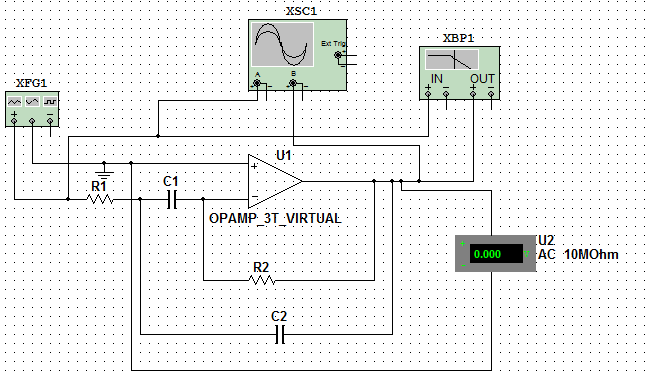 XSC1
Ext Trig
+
A B
+ - + -
XBP1
IN OUT
+ - + -
XFG1
+ -
U1
+
-
OPAMP_3T_VIRTUAL
R1
C1
R2
C2
U2
0.000 V
AC 10MOhm